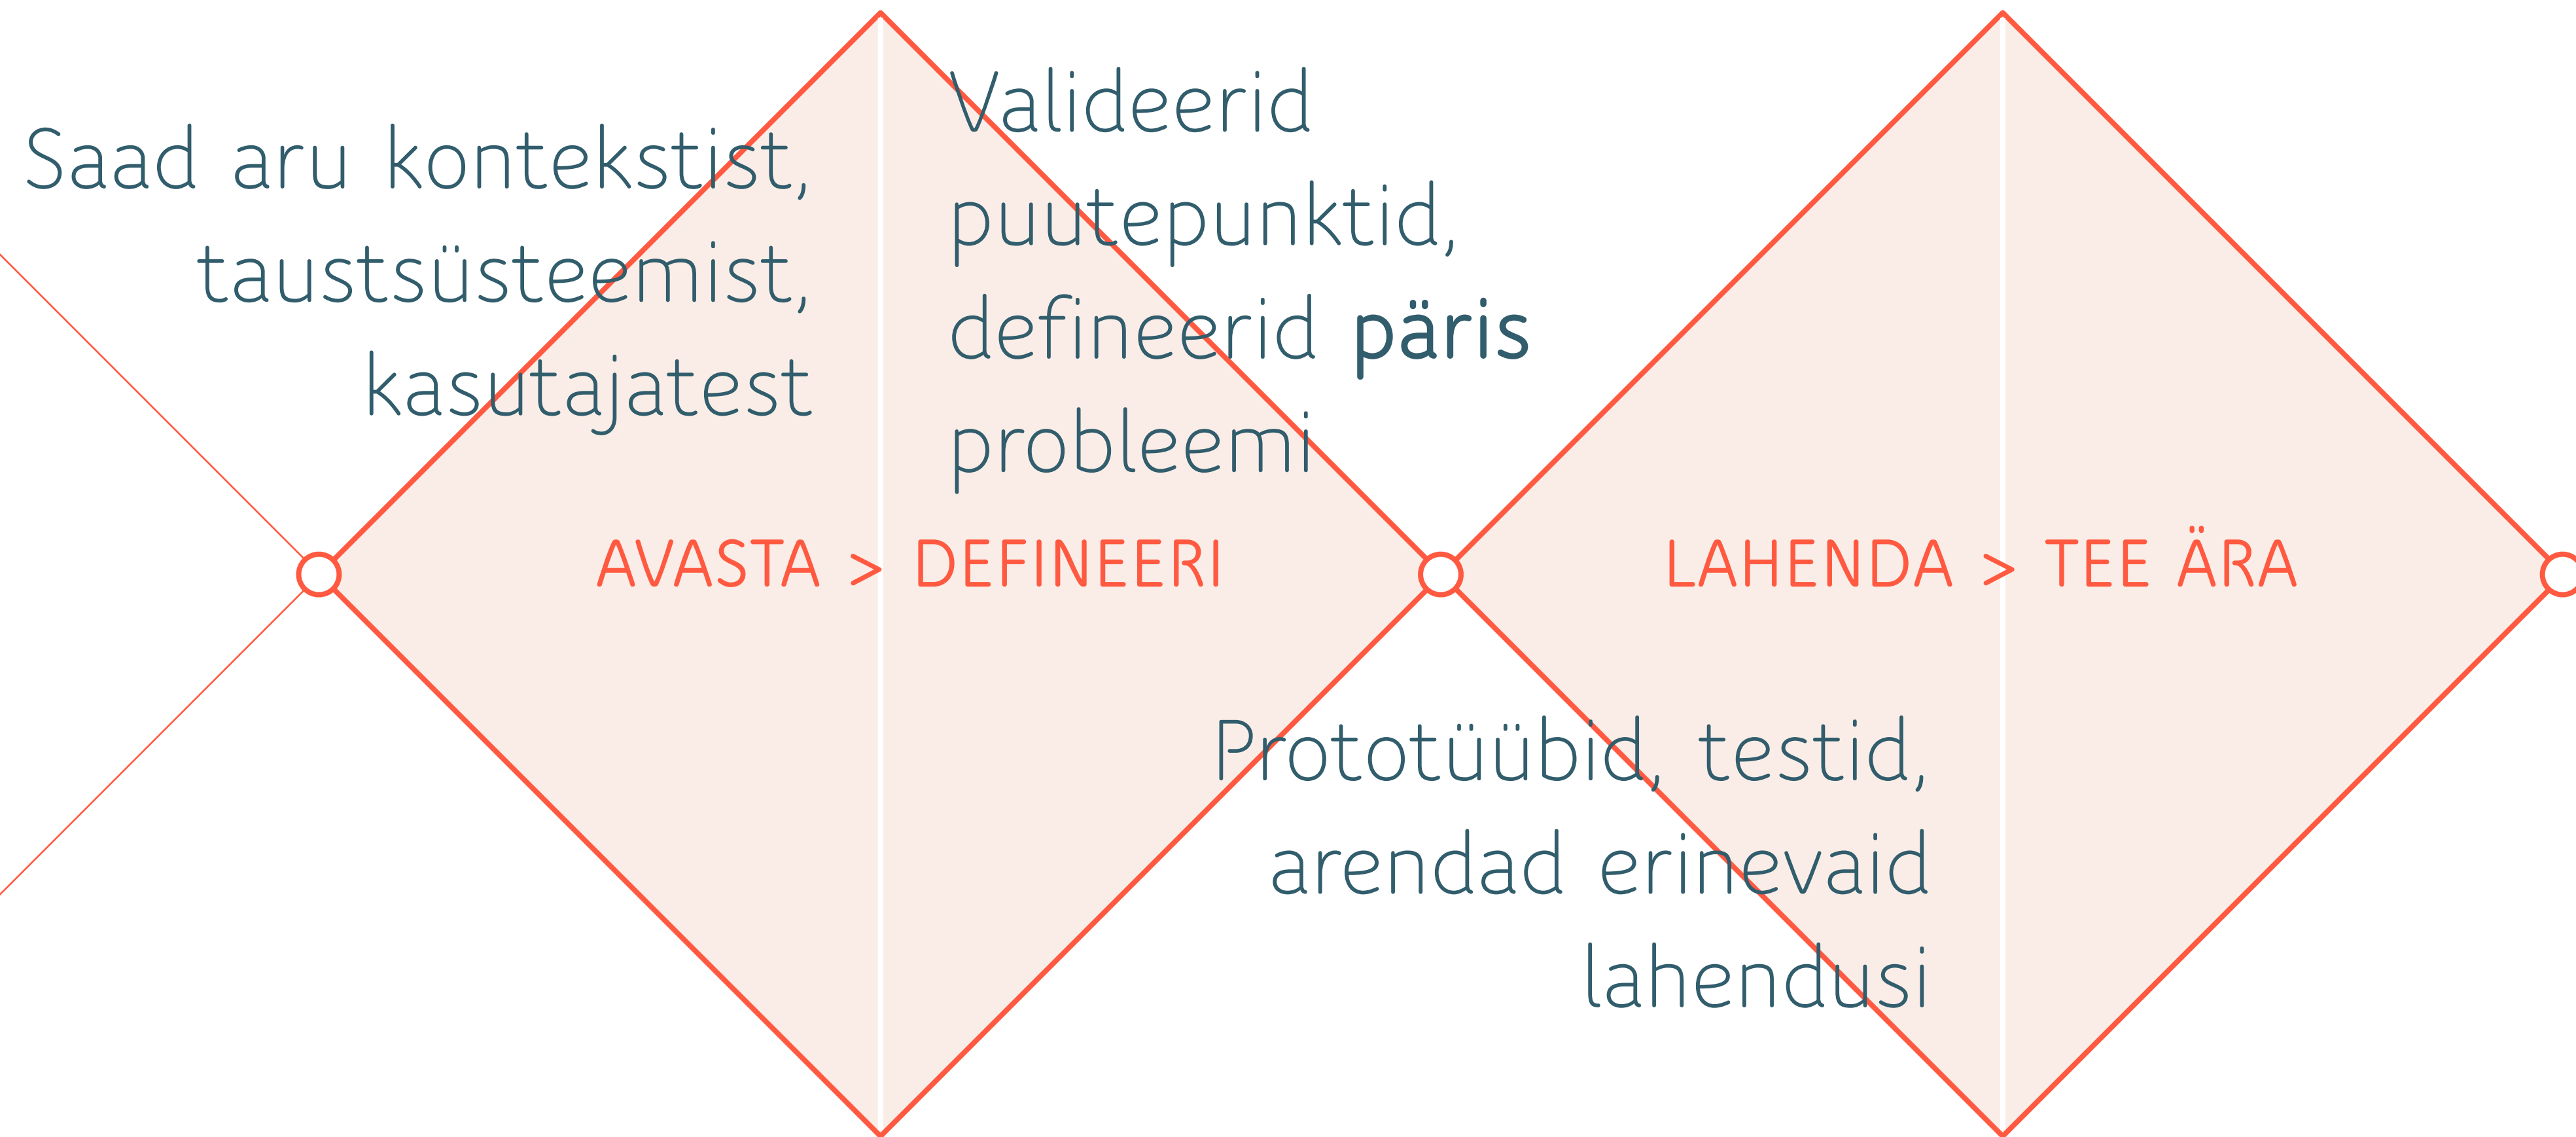 Saad aru kontekstist,
taustsüsteemist,
kasutajatest
Valideerid
puutepunktid,
defineerid päris
probleemi
AVASTA > DEFINEERI
LAHENDA > TEE ÄRA
Prototüübid, testid,
arendad erinevaid
lahendusi